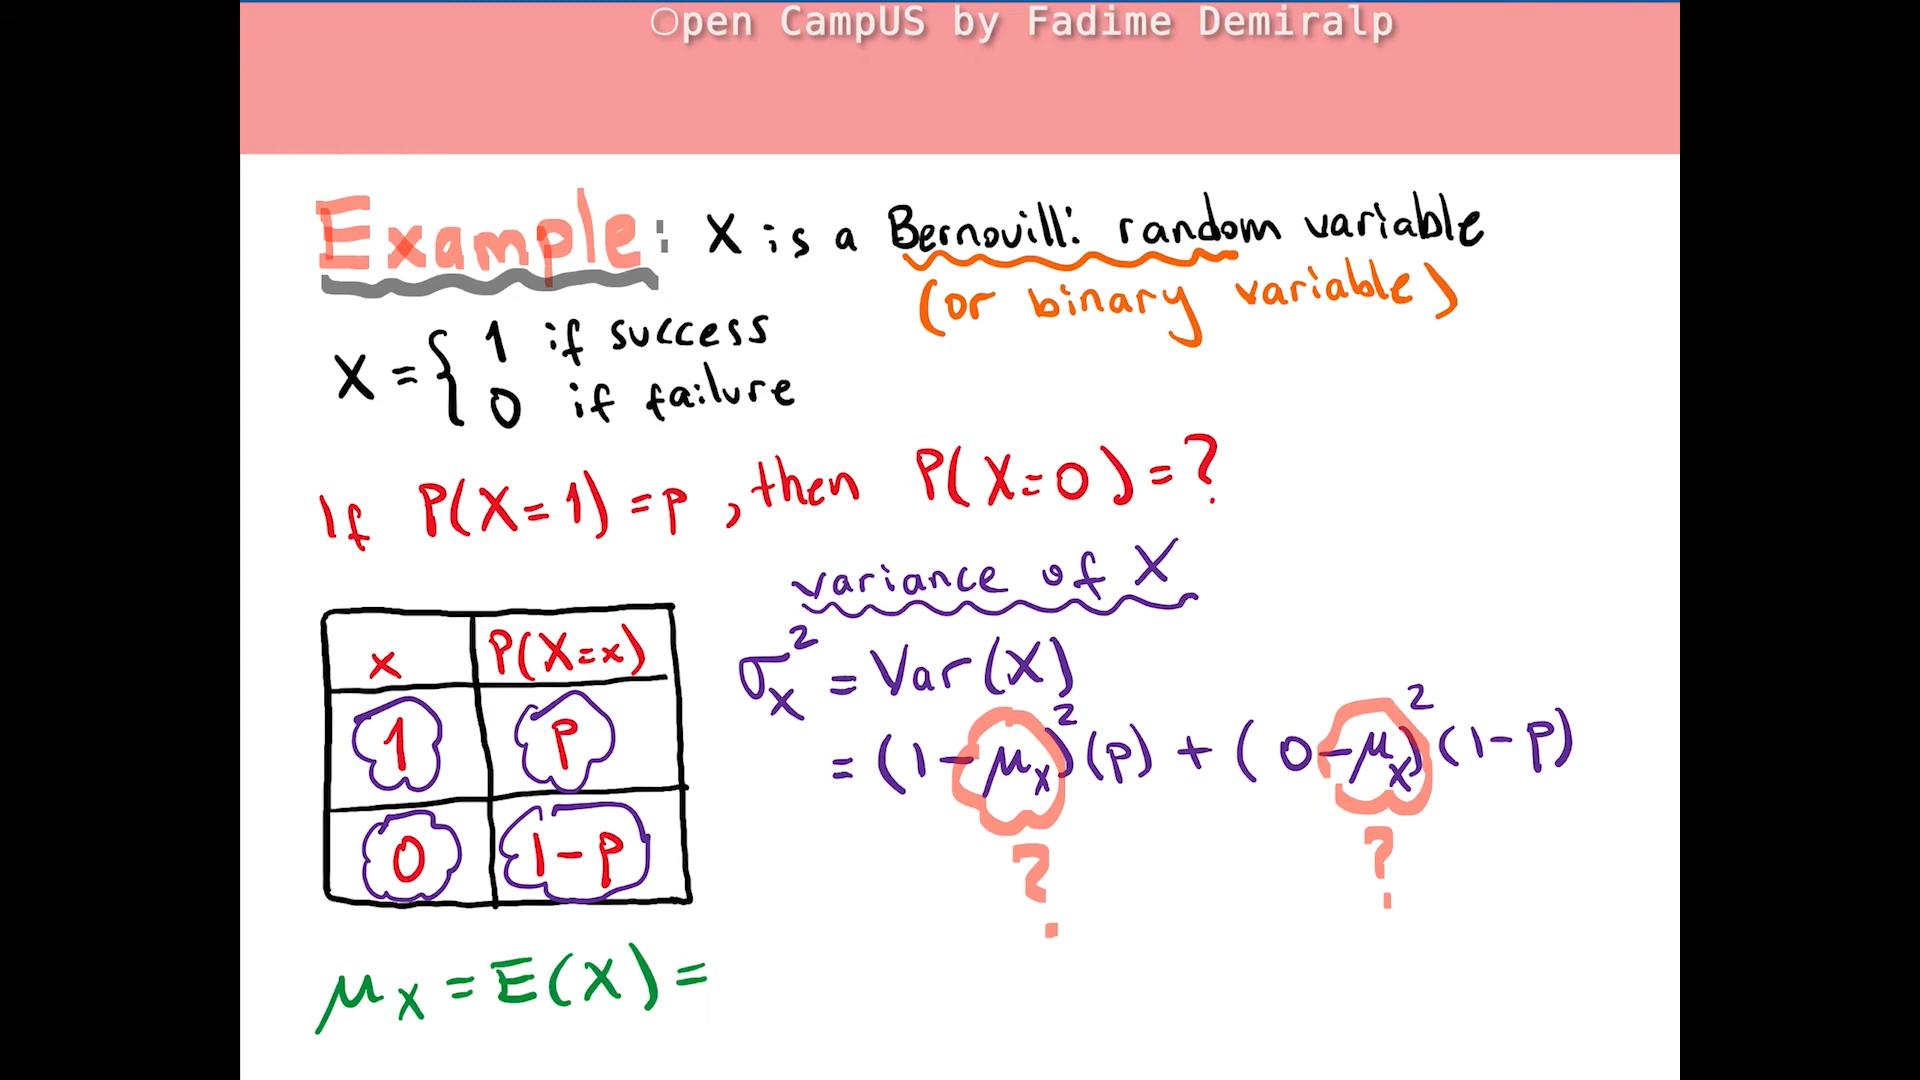 Open CampUS by Fadime Demiralp
Example: X is a Bernoulli random variable
(or binary variable)
X = { 1 if success
0 if failure
If P(X=1)=p, then P(X=0)=?
variance of X
x P(X=x)
1 p
0 1-p
σ²ₓ = Var(X)
= (1-μₓ)²(p) + (0-μₓ)²(1-p)
? ?
μₓ = E(X) =